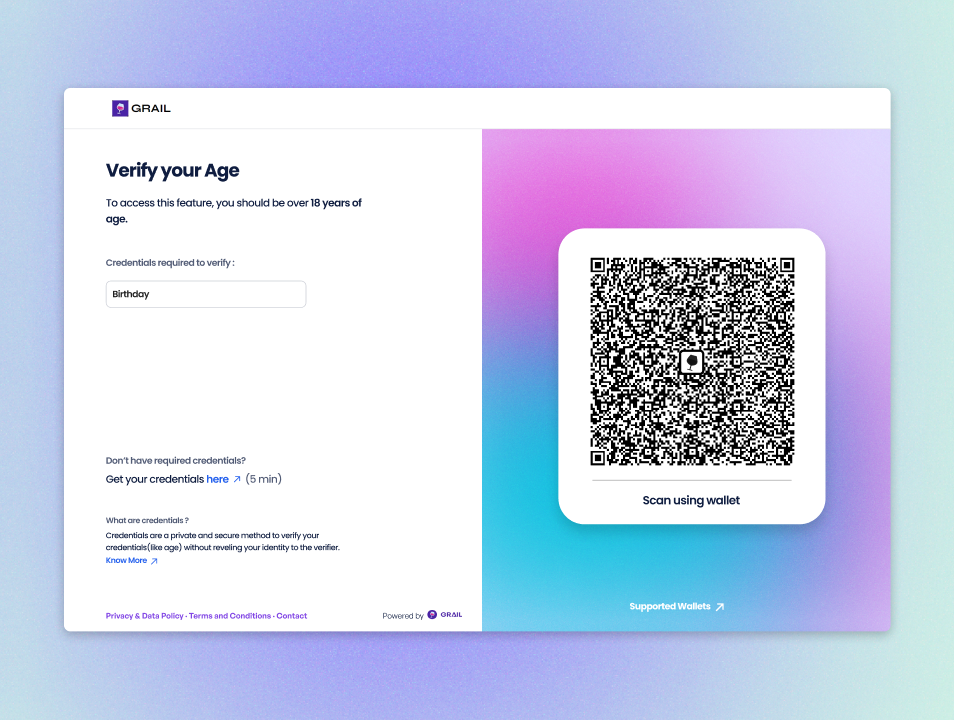 GRAIL
Verify your Age
To access this feature, you should be over 18 years of
age.
Credentials required to verify :
Birthday
Don't have required credentials?
Get your credentials here ↗ (5 min)
What are credentials ?
Credentials are a private and secure method to verify your
credentials(like age) without reveling your identity to the verifier.
Know More ↗
Privacy & Data Policy · Terms and Conditions · Contact
Powered by GRAIL
Scan using wallet
Supported Wallets ↗